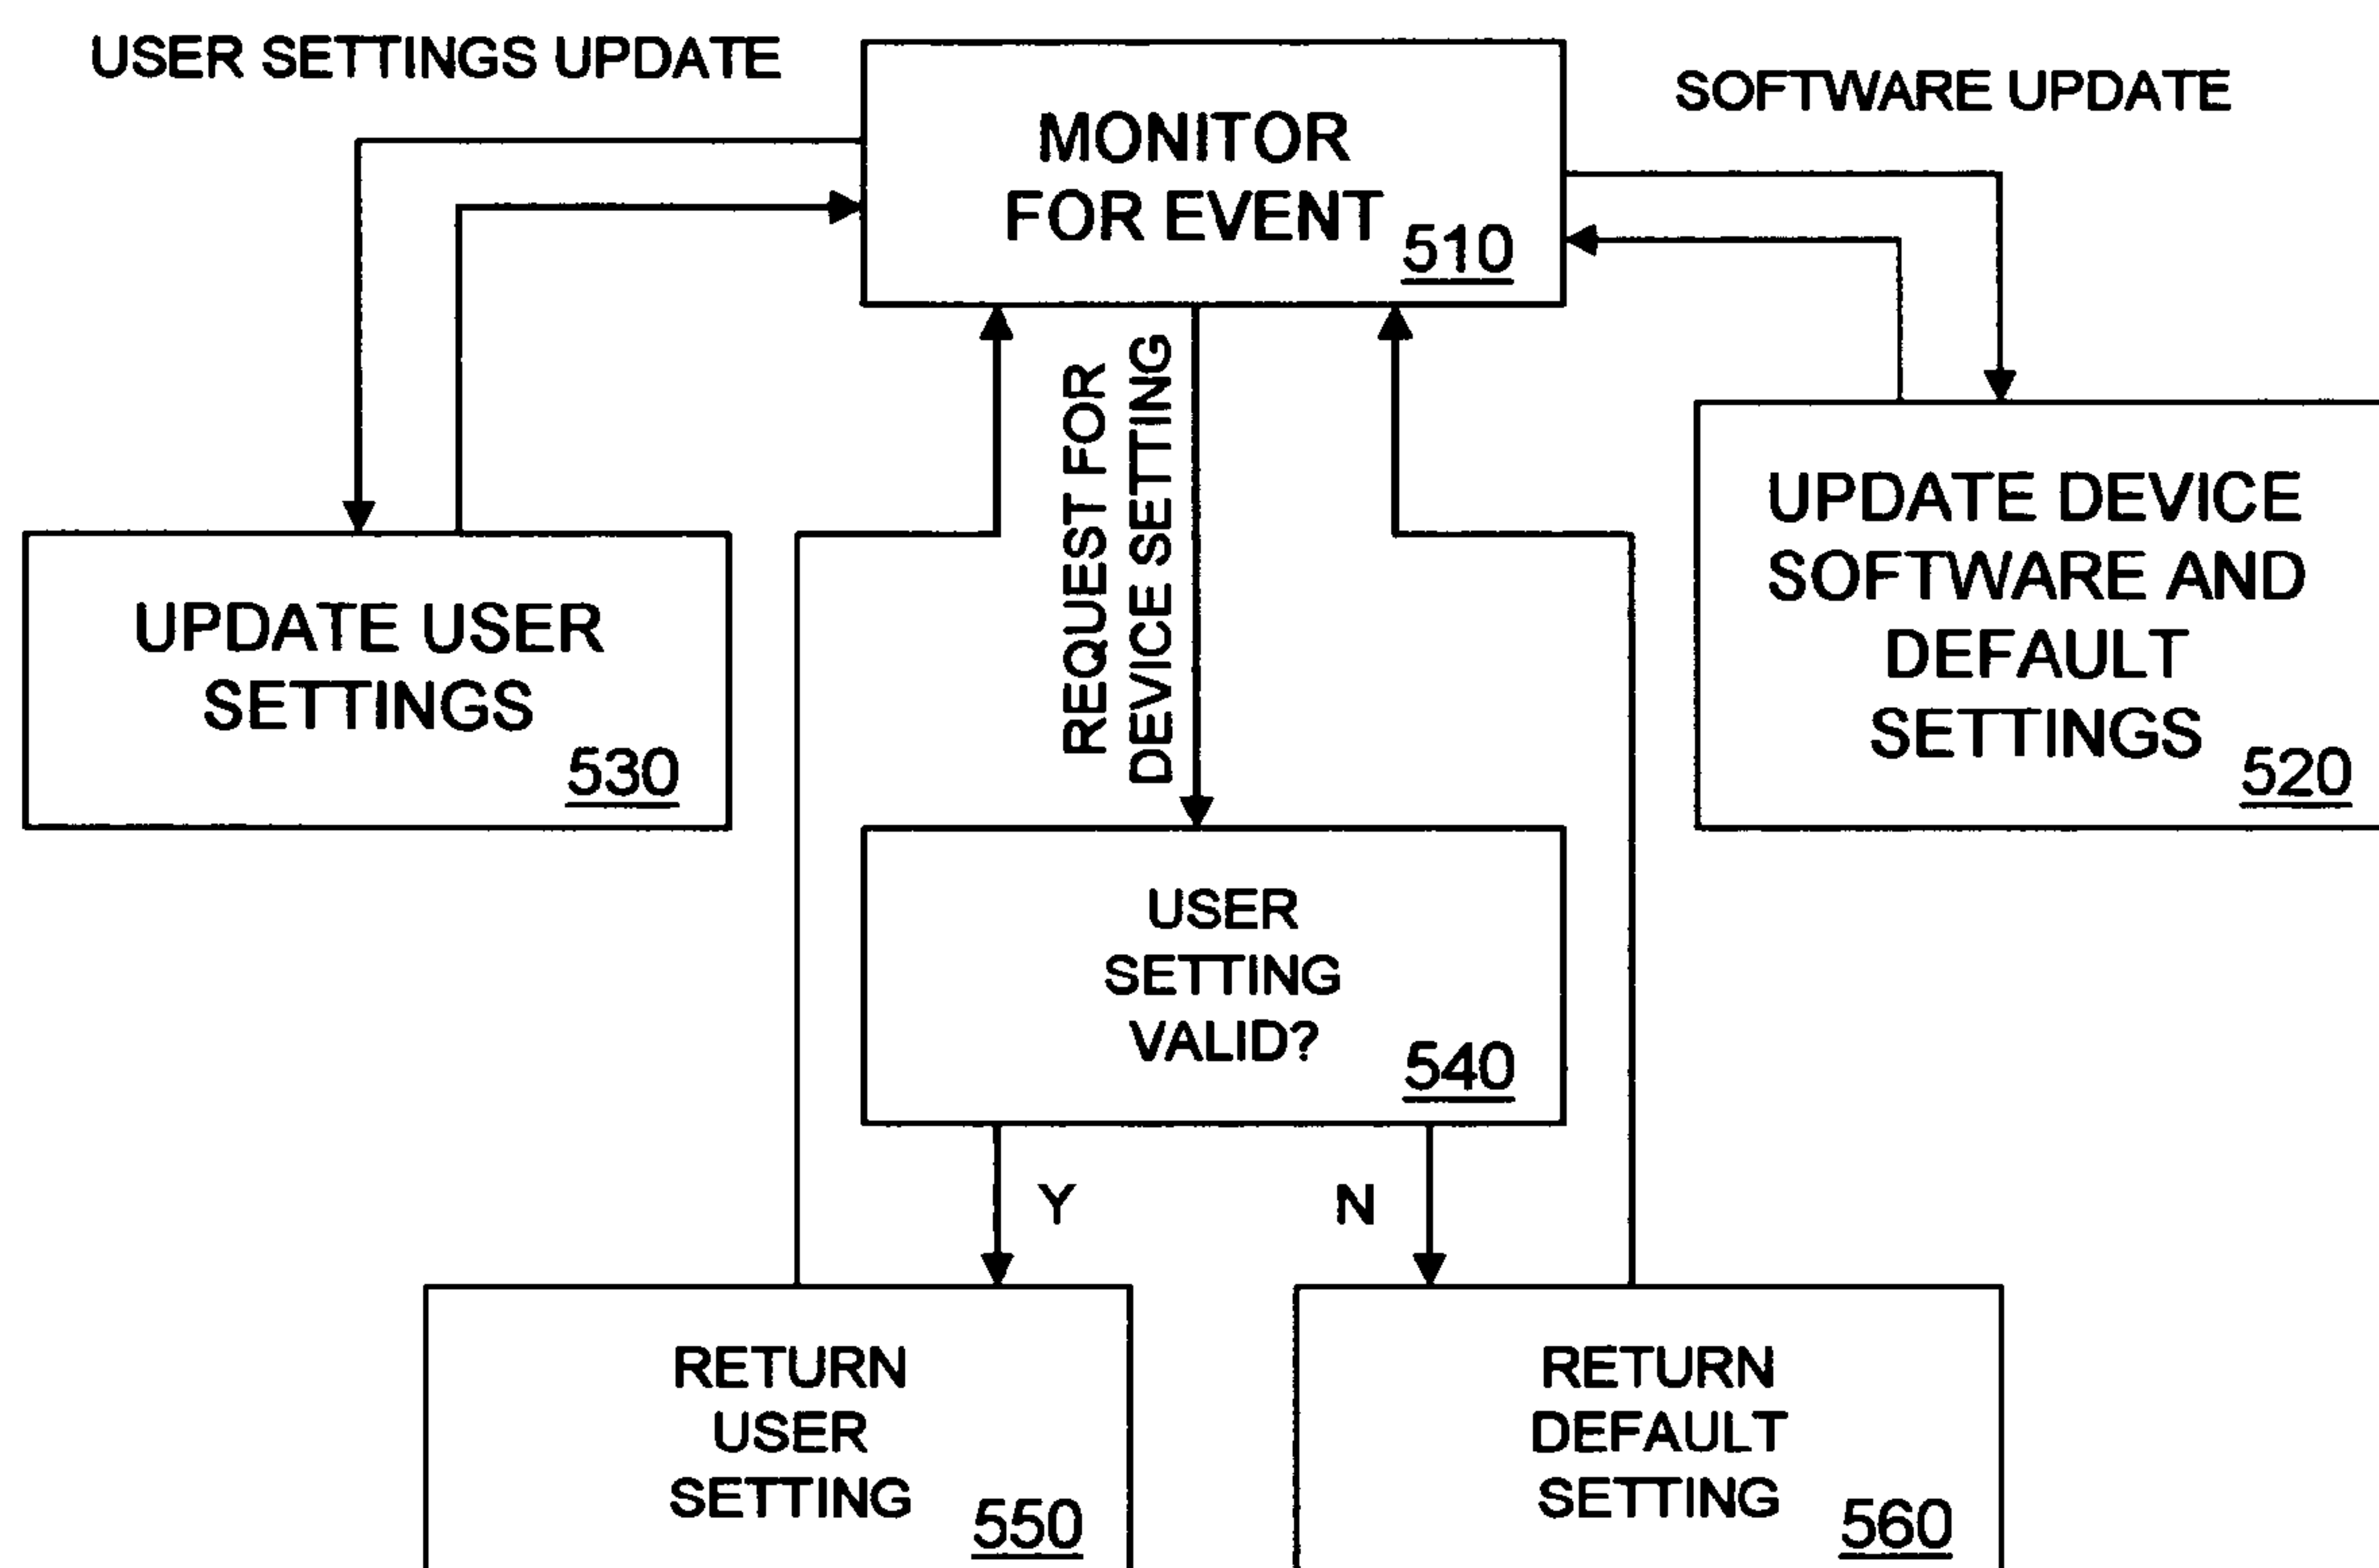 USER SETTINGS UPDATE
SOFTWARE UPDATE
MONITOR
FOR EVENT
510
REQUEST FOR
DEVICE SETTING
UPDATE USER
SETTINGS
530
UPDATE DEVICE
SOFTWARE AND
DEFAULT
SETTINGS
520
USER
SETTING
VALID?
540
Y
N
RETURN
USER
SETTING
550
RETURN
DEFAULT
SETTING
560